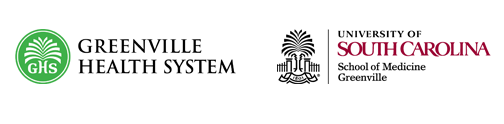 GHS
GREENVILLE
HEALTH SYSTEM
UNIVERSITY OF
SOUTH CAROLINA
School of Medicine
Greenville